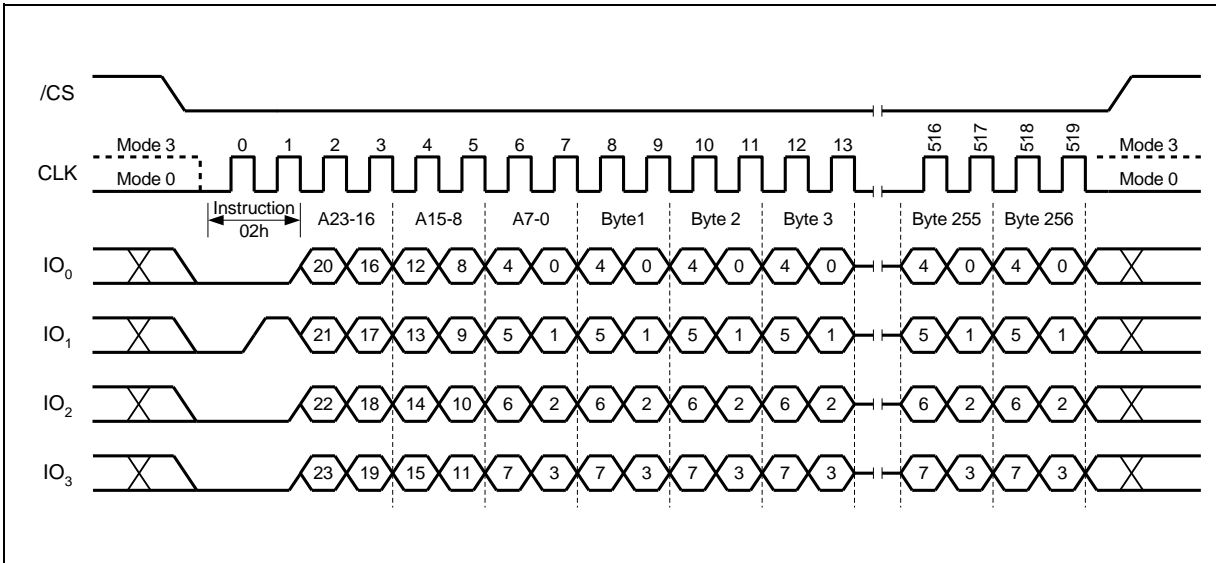 /CS
Mode 3 0 1 2 3 4 5 6 7 8 9 10 11 12 13 516 517 518 519 Mode 3
CLK
Mode 0 Mode 0
Instruction
02h
A23-16 A15-8 A7-0 Byte1 Byte 2 Byte 3 Byte 255 Byte 256
IO0 20 16 12 8 4 0 4 0 4 0 4 0 4 0 4 0
IO1 21 17 13 9 5 1 5 1 5 1 5 1 5 1 5 1
IO2 22 18 14 10 6 2 6 2 6 2 6 2 6 2 6 2
IO3 23 19 15 11 7 3 7 3 7 3 7 3 7 3 7 3